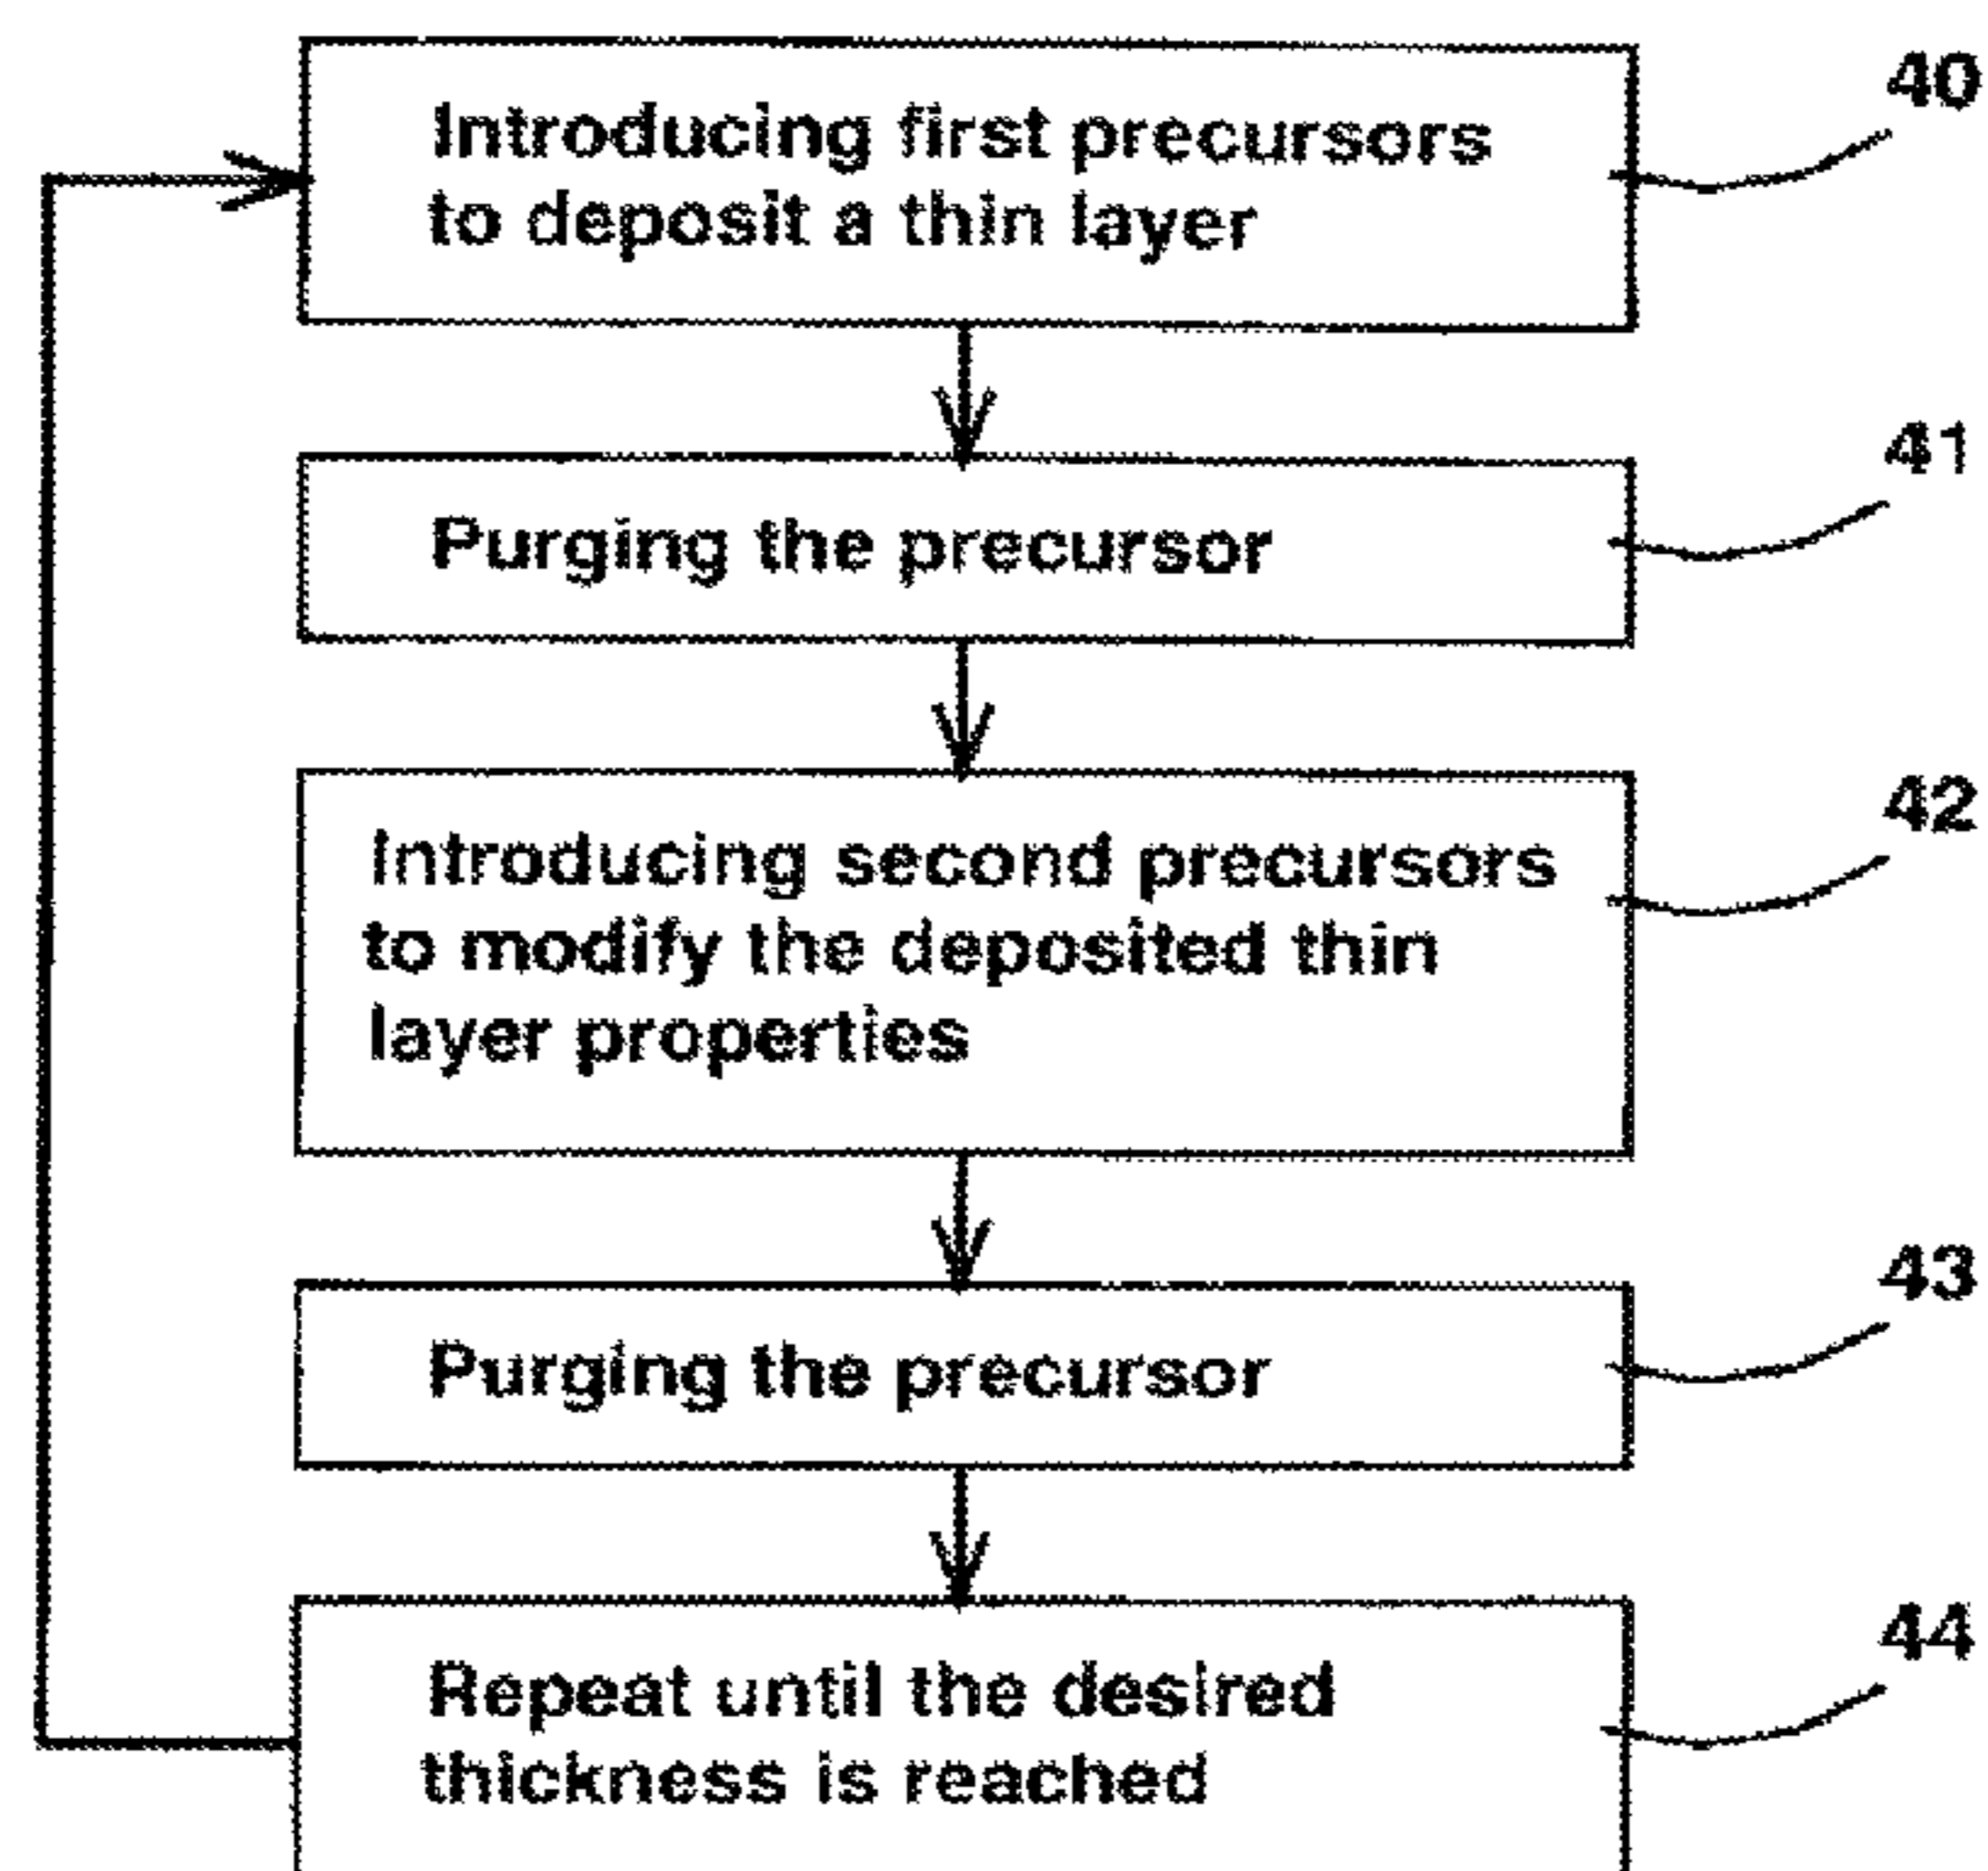 Introducing first precursors
to deposit a thin layer
40
Purging the precursor
41
Introducing second precursors
to modify the deposited thin
layer properties
42
Purging the precursor
43
Repeat until the desired
thickness is reached
44